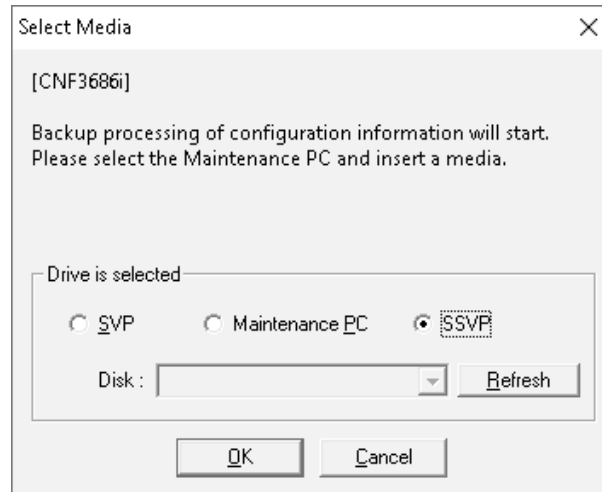 Select Media
[CNF3686i]
Backup processing of configuration information will start.
Please select the Maintenance PC and insert a media.
Drive is selected
SVP Maintenance PC SSVP
Disk : Refresh
OK Cancel